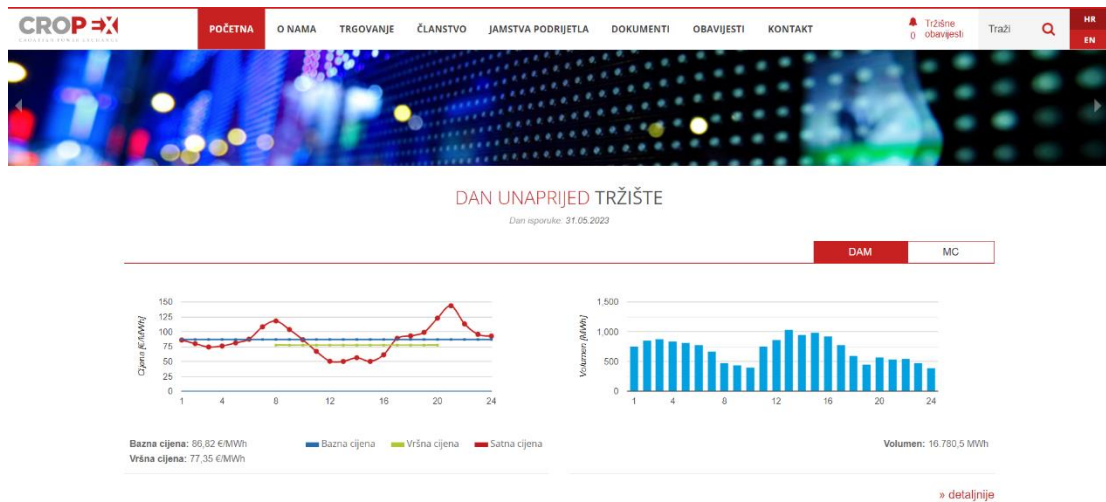 CROPEX
POČETNA O NAMA TRGOVANJE ČLANSTVO JAMSTVA PODRIJETLA DOKUMENTI OBAVIJESTI KONTAKT
Tržišne
0 obavijesti
Traži
HR
EN
DAN UNAPRIJED TRŽIŠTE
Dan isporuke: 31.05.2023
DAM MC
Cijena [€/MWh]
150
125
100
75
50
25
0
1 4 8 12 16 20 24
Bazna cijena: 86,82 €/MWh
Vršna cijena: 77,35 €/MWh
Bazna cijena Vršna cijena Satna cijena
Volumen [MWh]
1,500
1,000
500
0
1 4 8 12 16 20 24
Volumen: 16.780,5 MWh
» detaljnije